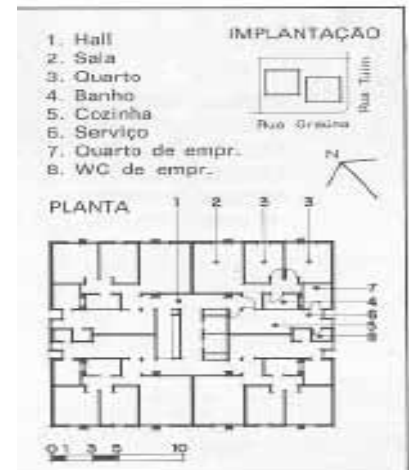 1. Hall
2. Sala
3. Quarto
4. Banho
5. Cozinha
6. Serviço
7. Quarto de empr.
8. WC de empr.
IMPLANTAÇÃO
Rua Tuim
Rua Graúna
N
PLANTA
1 2 3 3
7
4
6
5
8
0 1 3 5 10